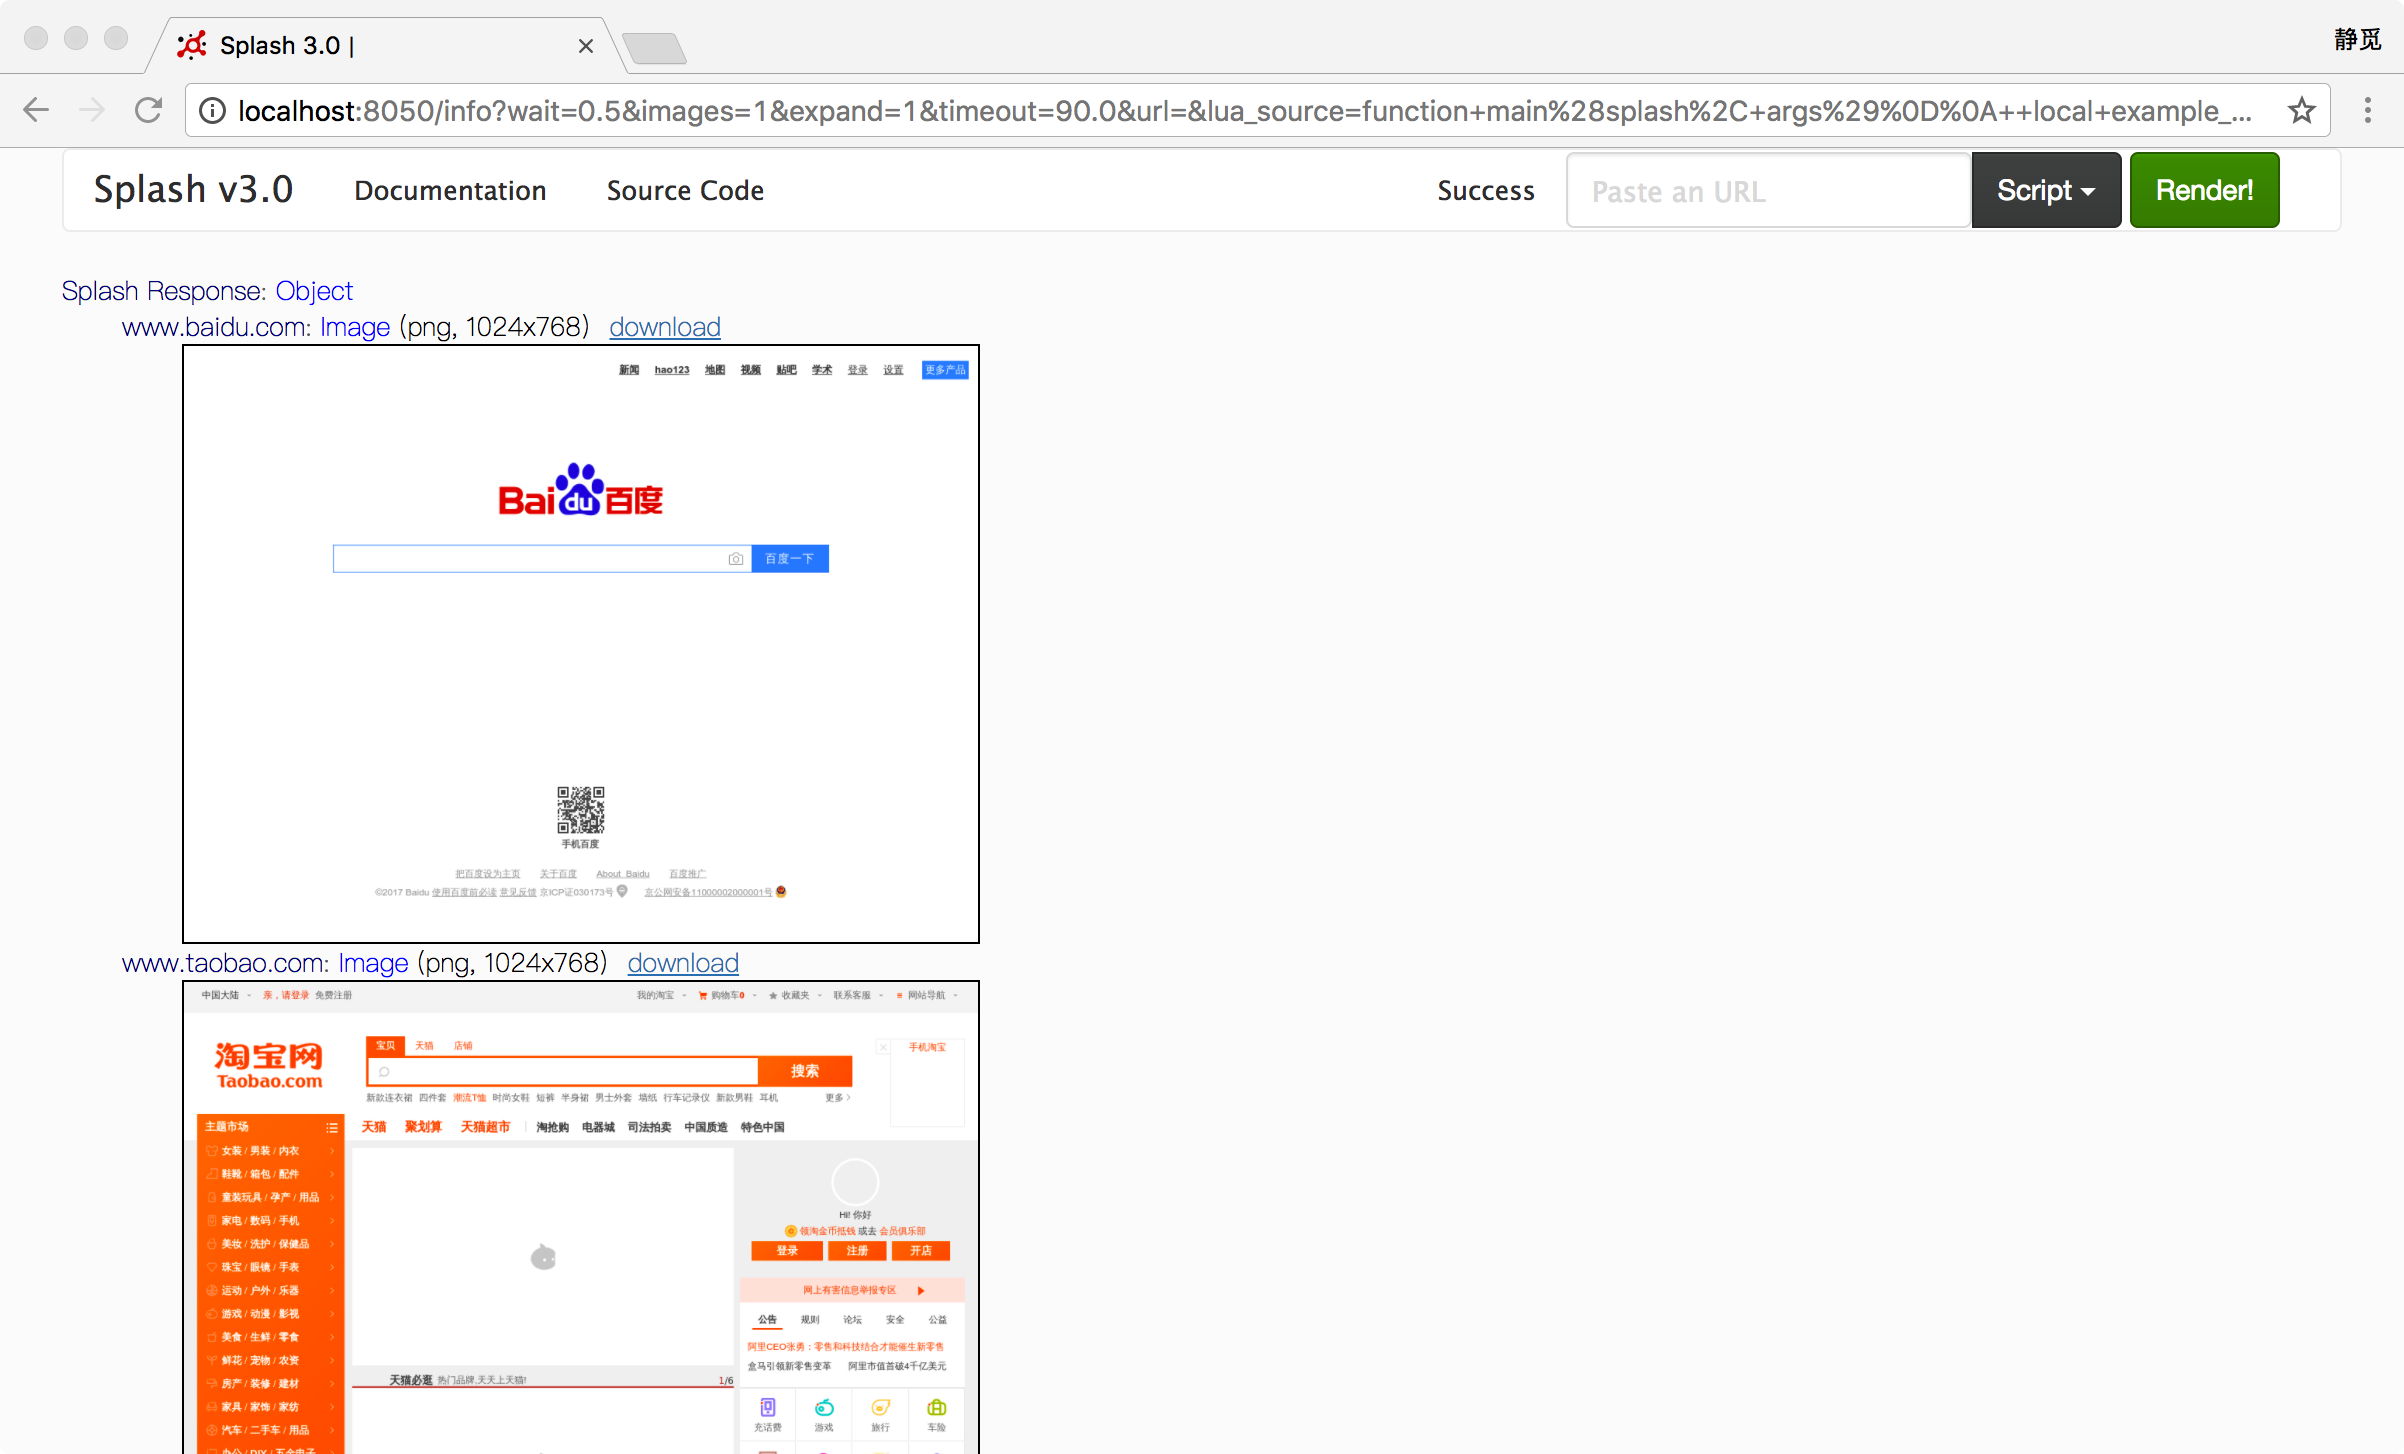 Splash 3.0 |
静觅
localhost:8050/info?wait=0.5&images=1&expand=1&timeout=90.0&url=&lua_source=function+main%28splash%2C+args%29%0D%0A++local+example_...
Splash v3.0 Documentation Source Code Success Paste an URL Script Render!
Splash Response: Object
www.baidu.com: Image (png, 1024x768) download
新闻 hao123 地图 视频 贴吧 学术 登录 设置 更多产品
Bai du 百度
百度一下
手机百度
把百度设为主页 关于百度 About Baidu 百度推广
©2017 Baidu 使用百度前必读 意见反馈 京ICP证030173号 京公网安备11000002000001号
www.taobao.com: Image (png, 1024x768) download
中国大陆 亲，请登录 免费注册 我的淘宝 购物车0 收藏夹 联系客服 网站导航
淘宝网
Taobao.com
宝贝 天猫 店铺
搜索
手机淘宝
新款连衣裙 四件套 潮流T恤 时尚女鞋 短裤 半身裙 男士外套 墙纸 行车记录仪 新款男鞋 耳机 更多
主题市场
天猫 聚划算 天猫超市 淘抢购 电器城 司法拍卖 中国质造 特色中国
女装 / 男装 / 内衣
鞋靴 / 箱包 / 配件
童装玩具 / 孕产 / 用品
家电 / 数码 / 手机
美妆 / 洗护 / 保健品
珠宝 / 眼镜 / 手表
运动 / 户外 / 乐器
游戏 / 动漫 / 影视
美食 / 生鲜 / 零食
鲜花 / 宠物 / 农资
房产 / 装修 / 建材
家具 / 家饰 / 家纺
汽车 / 二手车 / 用品
办公 / DIY / 五金电子
Hi! 你好
领淘金币抵钱 或去 会员俱乐部
登录 注册 开店
网上有害信息举报专区
公告 规则 论坛 安全 公益
阿里CEO张勇：零售和科技结合才能催生新零售
盒马引领新零售变革 阿里市值首破4千亿美元
天猫必逛 热门品牌,天天上天猫! 1/6
充话费 游戏 旅行 车险